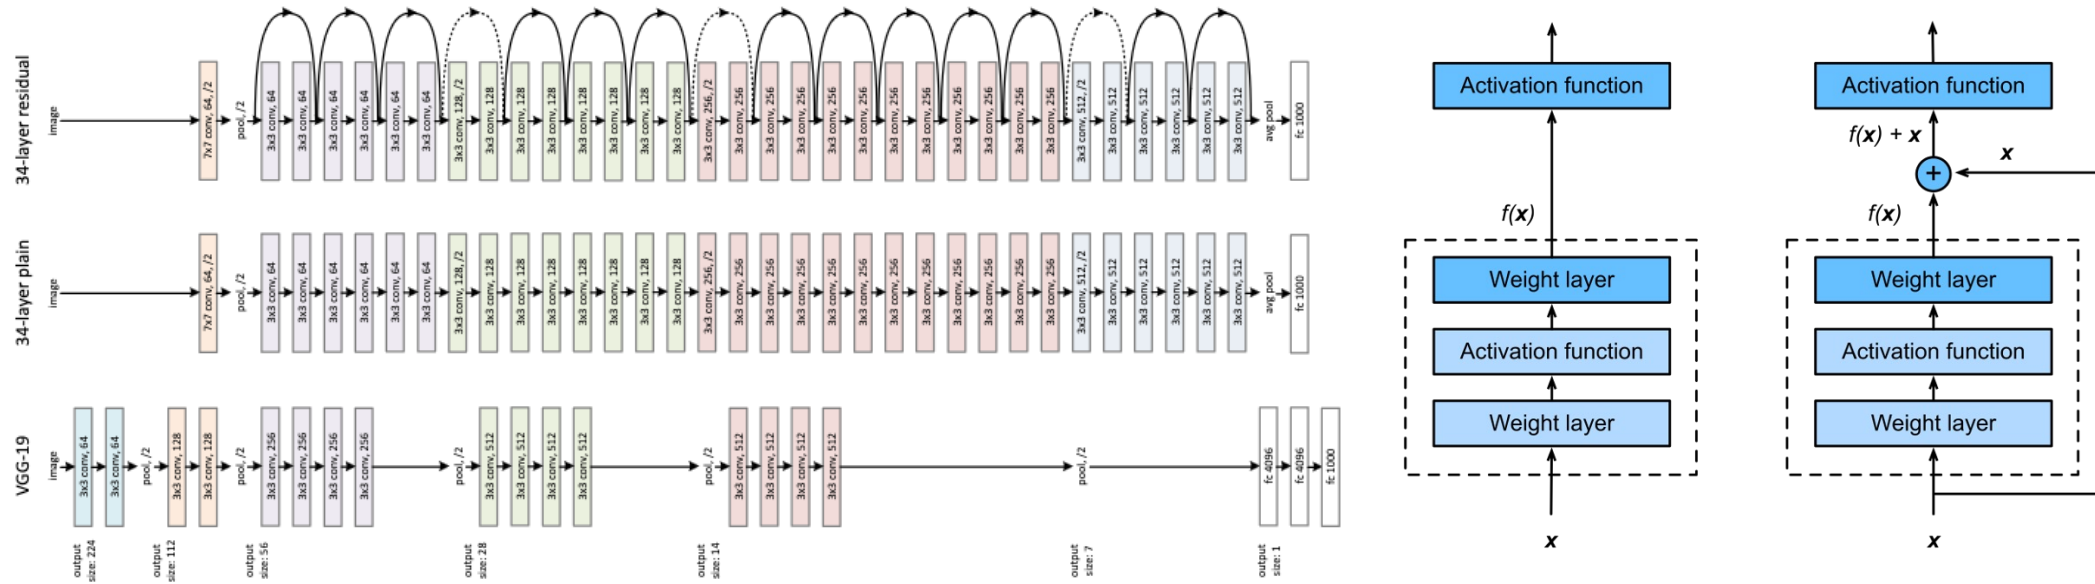 34-layer residual
image
7x7 conv, 64, /2
pool, /2
3x3 conv, 64
3x3 conv, 64
3x3 conv, 64
3x3 conv, 64
3x3 conv, 64
3x3 conv, 64
3x3 conv, 128, /2
3x3 conv, 128
3x3 conv, 128
3x3 conv, 128
3x3 conv, 128
3x3 conv, 128
3x3 conv, 128
3x3 conv, 128
3x3 conv, 256, /2
3x3 conv, 256
3x3 conv, 256
3x3 conv, 256
3x3 conv, 256
3x3 conv, 256
3x3 conv, 256
3x3 conv, 256
3x3 conv, 256
3x3 conv, 256
3x3 conv, 256
3x3 conv, 256
3x3 conv, 512, /2
3x3 conv, 512
3x3 conv, 512
3x3 conv, 512
3x3 conv, 512
3x3 conv, 512
avg pool
fc 1000
34-layer plain
image
7x7 conv, 64, /2
pool, /2
3x3 conv, 64
3x3 conv, 64
3x3 conv, 64
3x3 conv, 64
3x3 conv, 64
3x3 conv, 64
3x3 conv, 128, /2
3x3 conv, 128
3x3 conv, 128
3x3 conv, 128
3x3 conv, 128
3x3 conv, 128
3x3 conv, 128
3x3 conv, 128
3x3 conv, 256, /2
3x3 conv, 256
3x3 conv, 256
3x3 conv, 256
3x3 conv, 256
3x3 conv, 256
3x3 conv, 256
3x3 conv, 256
3x3 conv, 256
3x3 conv, 256
3x3 conv, 256
3x3 conv, 256
3x3 conv, 512, /2
3x3 conv, 512
3x3 conv, 512
3x3 conv, 512
3x3 conv, 512
3x3 conv, 512
avg pool
fc 1000
VGG-19
image
3x3 conv, 64
3x3 conv, 64
pool, /2
3x3 conv, 128
3x3 conv, 128
pool, /2
3x3 conv, 256
3x3 conv, 256
3x3 conv, 256
3x3 conv, 256
pool, /2
3x3 conv, 512
3x3 conv, 512
3x3 conv, 512
3x3 conv, 512
pool, /2
3x3 conv, 512
3x3 conv, 512
3x3 conv, 512
3x3 conv, 512
pool, /2
fc 4096
fc 4096
fc 1000
output
size: 224
output
size: 112
output
size: 56
output
size: 28
output
size: 14
output
size: 7
output
size: 1
Activation function
f(x)
Weight layer
Activation function
Weight layer
x
Activation function
f(x) + x
x
+
f(x)
Weight layer
Activation function
Weight layer
x